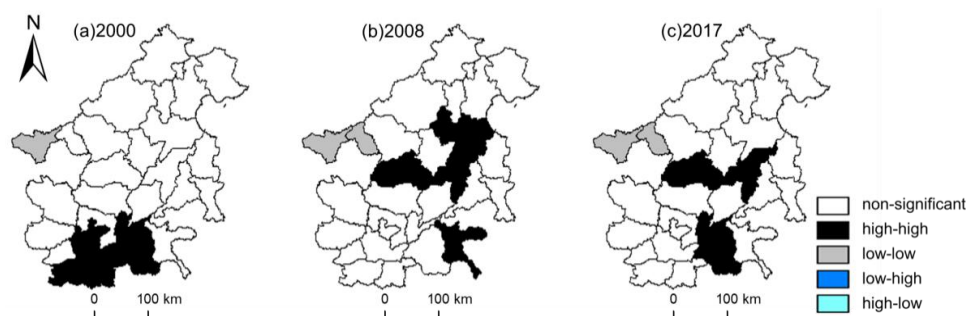 N
(a)2000
(b)2008
(c)2017
non-significant
high-high
low-low
low-high
high-low
0 100 km
0 100 km
0 100 km